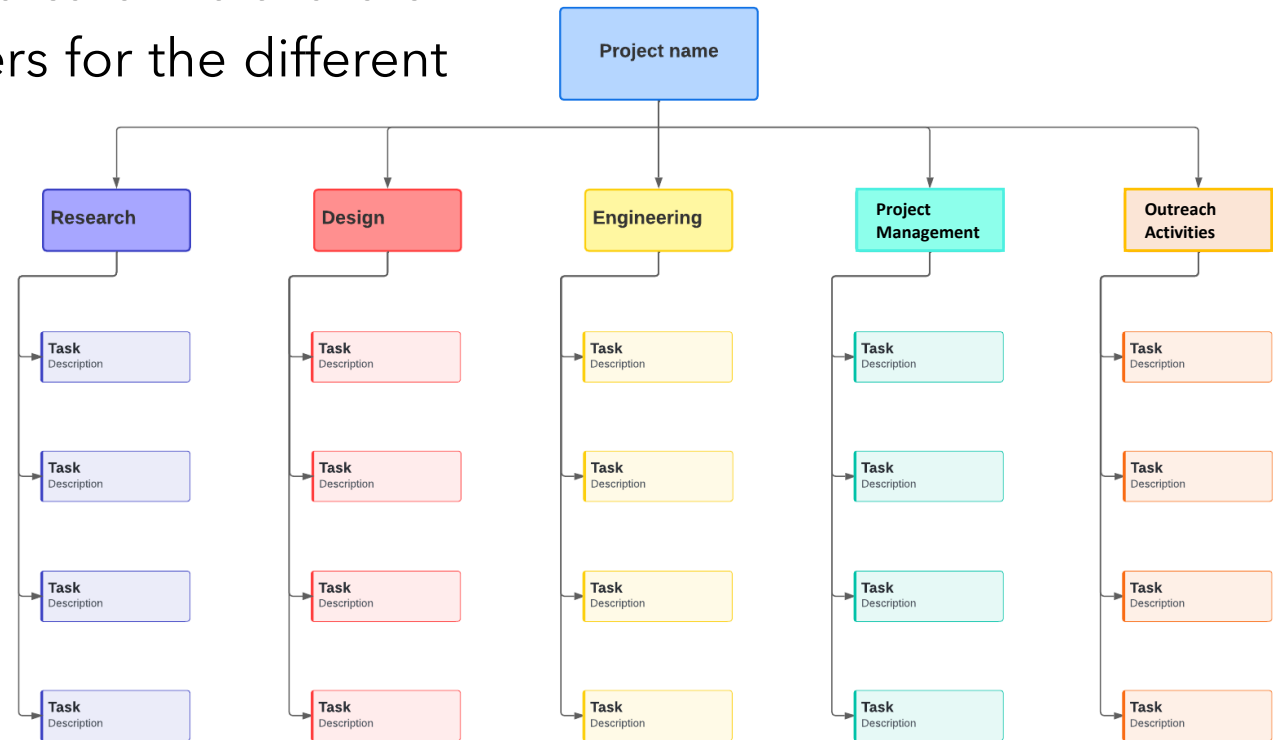 ers for the different
Project name
Research
Design
Engineering
Project
Management
Outreach
Activities
Task
Description
Task
Description
Task
Description
Task
Description
Task
Description
Task
Description
Task
Description
Task
Description
Task
Description
Task
Description
Task
Description
Task
Description
Task
Description
Task
Description
Task
Description
Task
Description
Task
Description
Task
Description
Task
Description
Task
Description